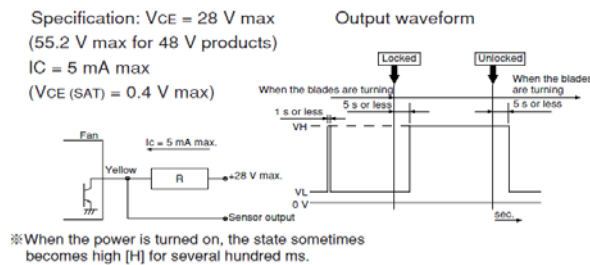 Specification: VCE = 28 V max
(55.2 V max for 48 V products)
IC = 5 mA max
(VCE (SAT) = 0.4 V max)
Fan
Ic = 5 mA max.
Yellow
R
+28 V max.
Sensor output
Output waveform
Locked
Unlocked
When the blades are turning
When the blades
are turning
1 s or less
5 s or less
5 s or less
VH
VL
0 V
sec.
※When the power is turned on, the state sometimes
becomes high [H] for several hundred ms.